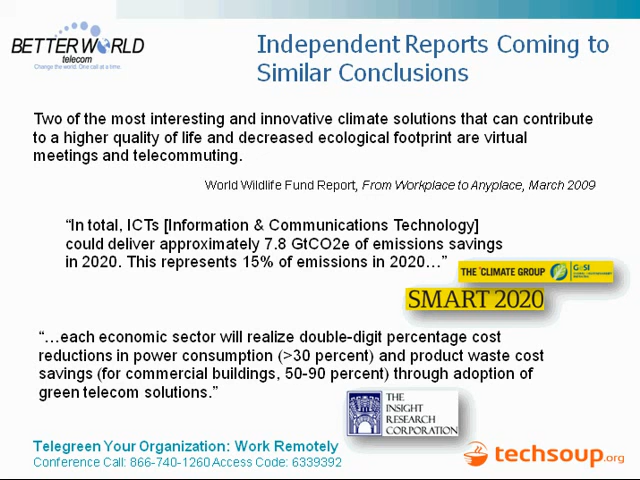 BETTER WORLD
telecom
Change the world. One call at a time.
Independent Reports Coming to
Similar Conclusions
Two of the most interesting and innovative climate solutions that can contribute
to a higher quality of life and decreased ecological footprint are virtual
meetings and telecommuting.
World Wildlife Fund Report, From Workplace to Anyplace, March 2009
“In total, ICTs [Information & Communications Technology]
could deliver approximately 7.8 GtCO2e of emissions savings
in 2020. This represents 15% of emissions in 2020…”
THE °CLIMATE GROUP
GeSI
SMART 2020
“…each economic sector will realize double-digit percentage cost
reductions in power consumption (>30 percent) and product waste cost
savings (for commercial buildings, 50-90 percent) through adoption of
green telecom solutions.”
THE
INSIGHT
RESEARCH
CORPORATION
Telegreen Your Organization: Work Remotely
Conference Call: 866-740-1260 Access Code: 6339392
techsoup.org